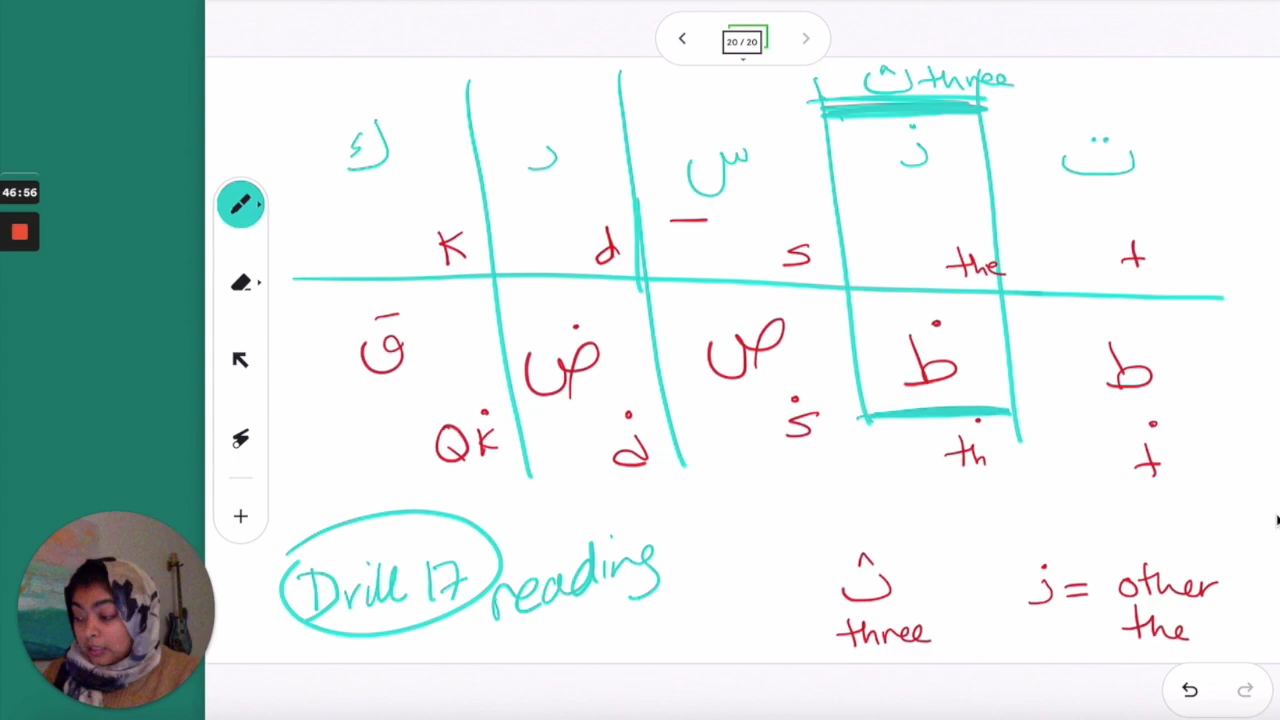 20/20
46:56
ث three
ت ذ س د ك
K d s the t
ط ظ ص ض ق
Qk̇ ḋ ṡ th ṫ
Drill 17 reading
ث
three
ذ = other
the